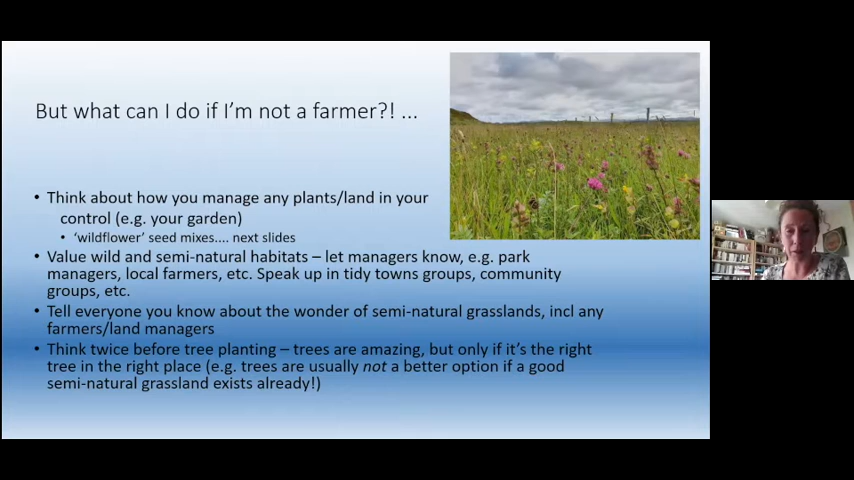 But what can I do if I'm not a farmer?! ...
• Think about how you manage any plants/land in your
control (e.g. your garden)
• 'wildflower' seed mixes.... next slides
• Value wild and semi-natural habitats – let managers know, e.g. park
managers, local farmers, etc. Speak up in tidy towns groups, community
groups, etc.
• Tell everyone you know about the wonder of semi-natural grasslands, incl any
farmers/land managers
• Think twice before tree planting – trees are amazing, but only if it's the right
tree in the right place (e.g. trees are usually not a better option if a good
semi-natural grassland exists already!)